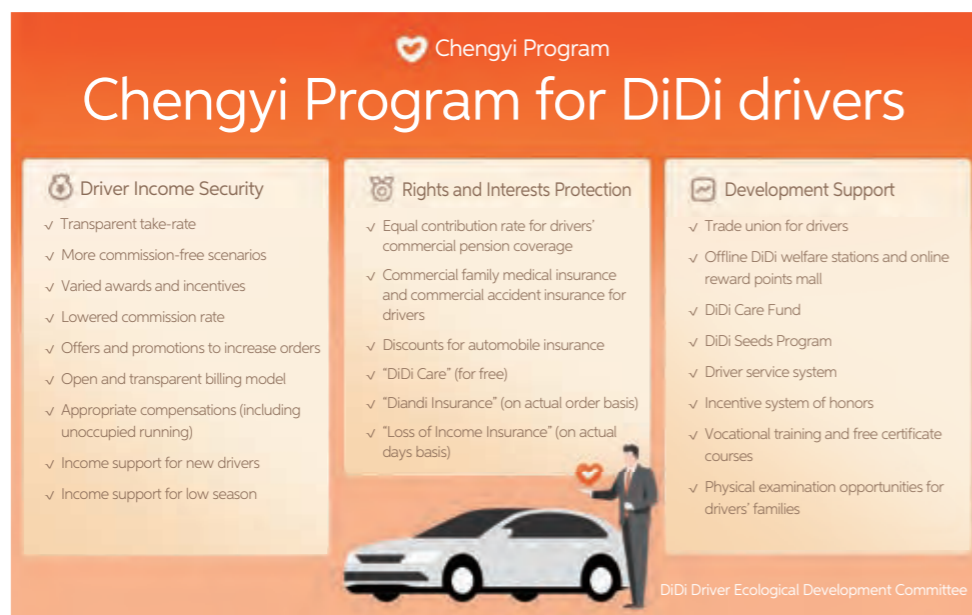 Chengyi Program
Chengyi Program for DiDi drivers
Driver Income Security
✓ Transparent take-rate
✓ More commission-free scenarios
✓ Varied awards and incentives
✓ Lowered commission rate
✓ Offers and promotions to increase orders
✓ Open and transparent billing model
✓ Appropriate compensations (including
unoccupied running)
✓ Income support for new drivers
✓ Income support for low season
Rights and Interests Protection
✓ Equal contribution rate for drivers'
commercial pension coverage
✓ Commercial family medical insurance
and commercial accident insurance for
drivers
✓ Discounts for automobile insurance
✓ "DiDi Care" (for free)
✓ "Diandi Insurance" (on actual order basis)
✓ "Loss of Income Insurance" (on actual
days basis)
Development Support
✓ Trade union for drivers
✓ Offline DiDi welfare stations and online
reward points mall
✓ DiDi Care Fund
✓ DiDi Seeds Program
✓ Driver service system
✓ Incentive system of honors
✓ Vocational training and free certificate
courses
✓ Physical examination opportunities for
drivers' families
DiDi Driver Ecological Development Committee